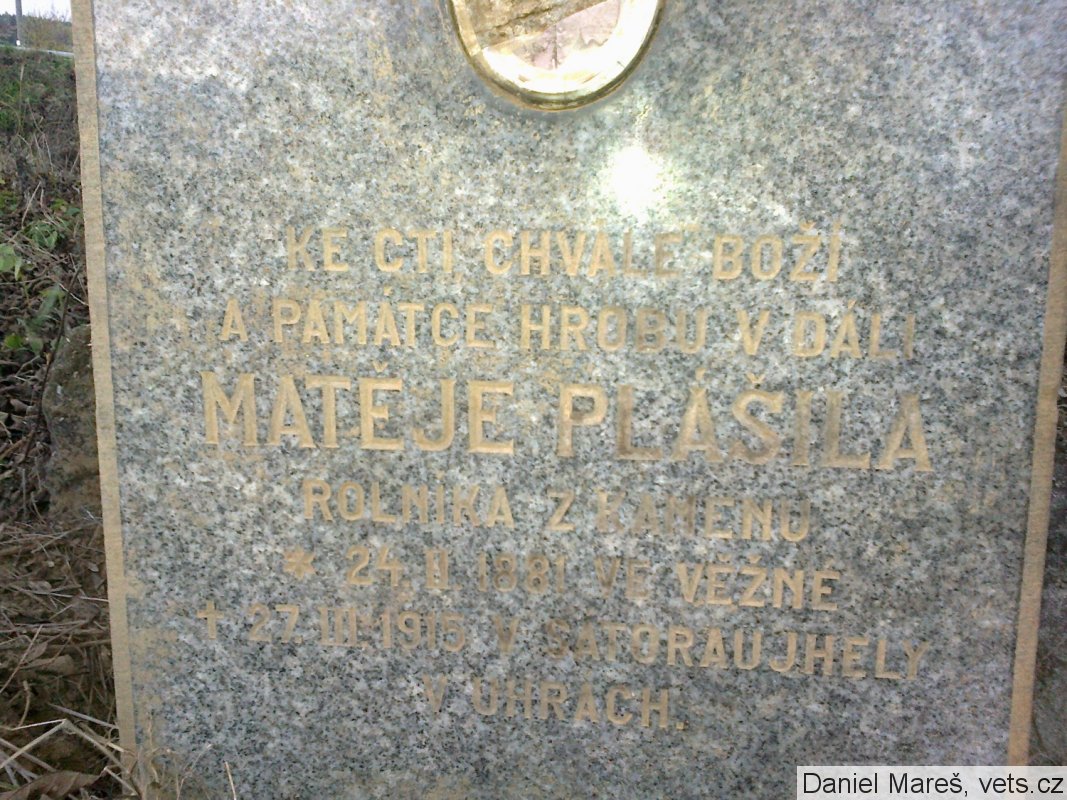 KE CTI, CHVÁLE BOŽÍ
A PAMÁTCE HROBU V DÁLI
MATĚJE PLÁŠILA
ROLNÍKA Z KAMENU
* 24. II. 1881 VE VĚŽNÉ
† 27. III. 1915 V SATORAUJHELY
V UHRÁCH.
Daniel Mareš, vets.cz